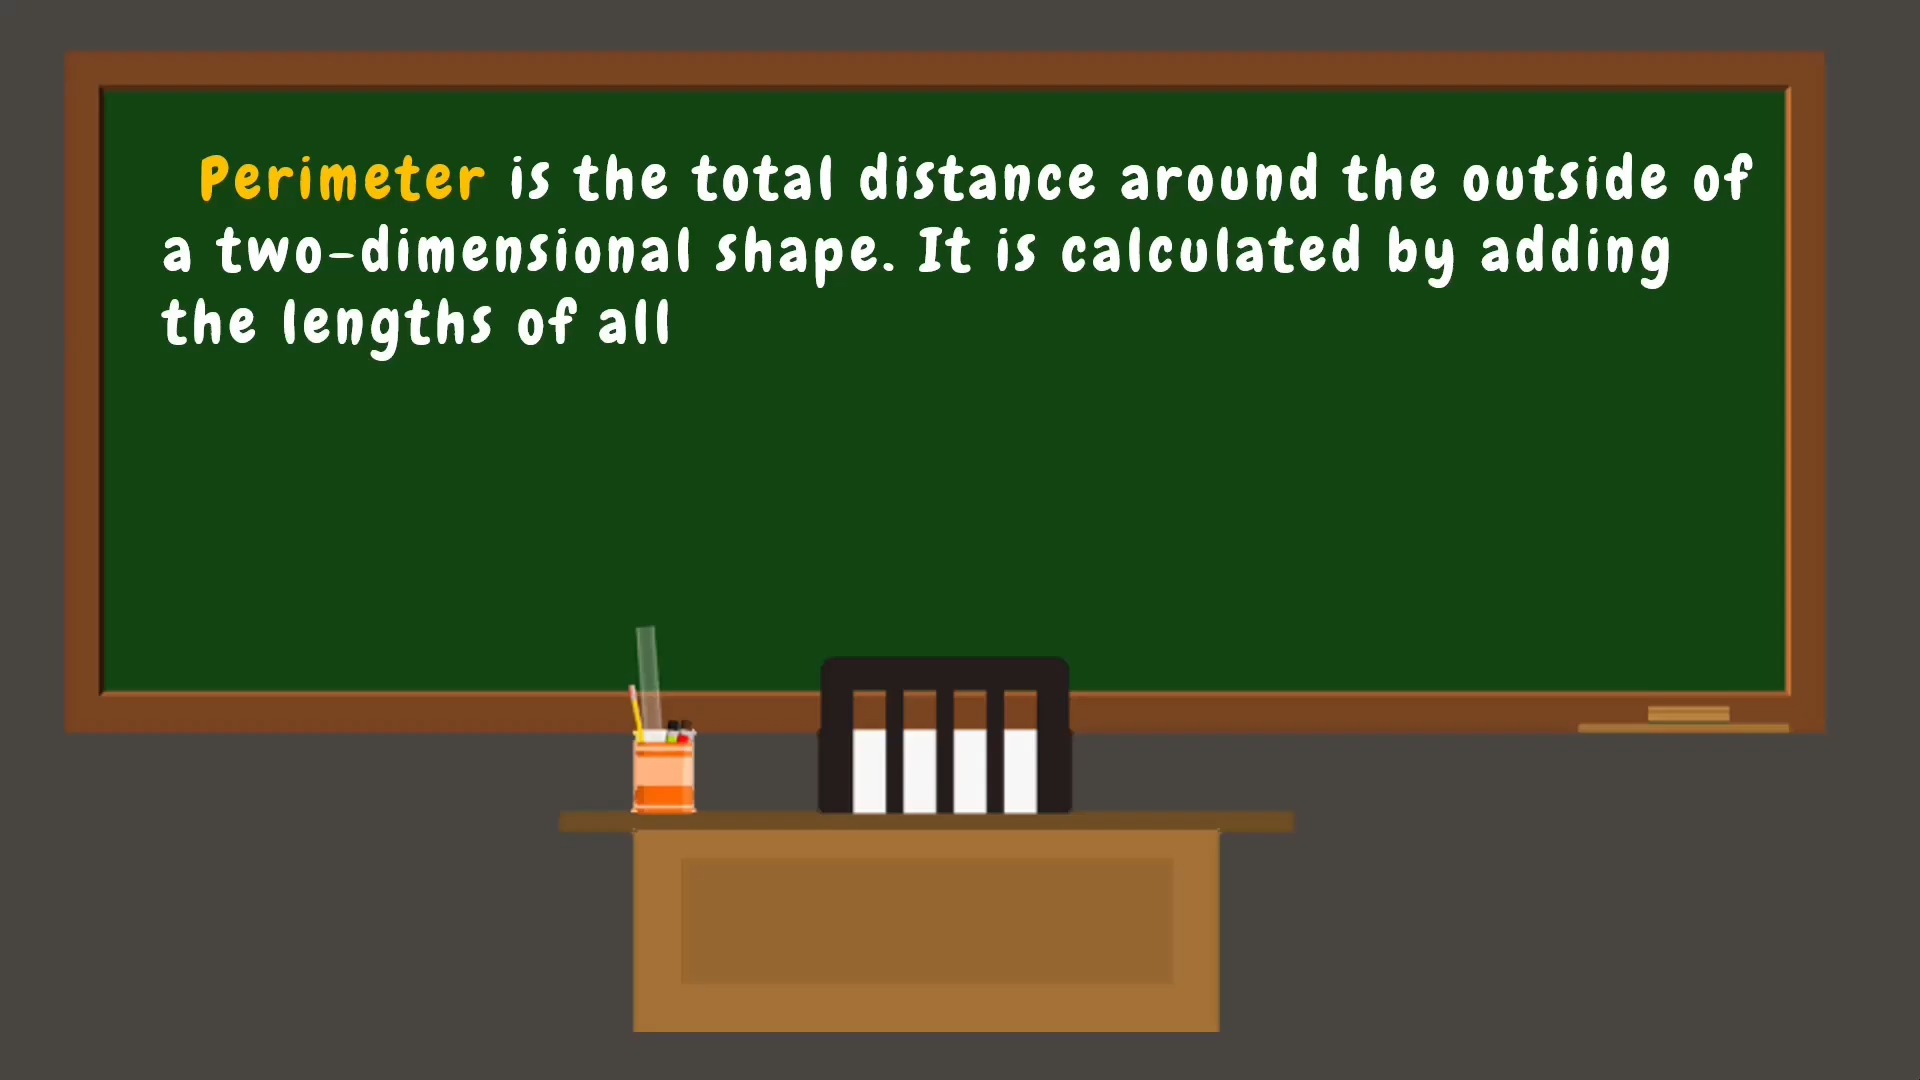 Perimeter is the total distance around the outside of
a two-dimensional shape. It is calculated by adding
the lengths of all